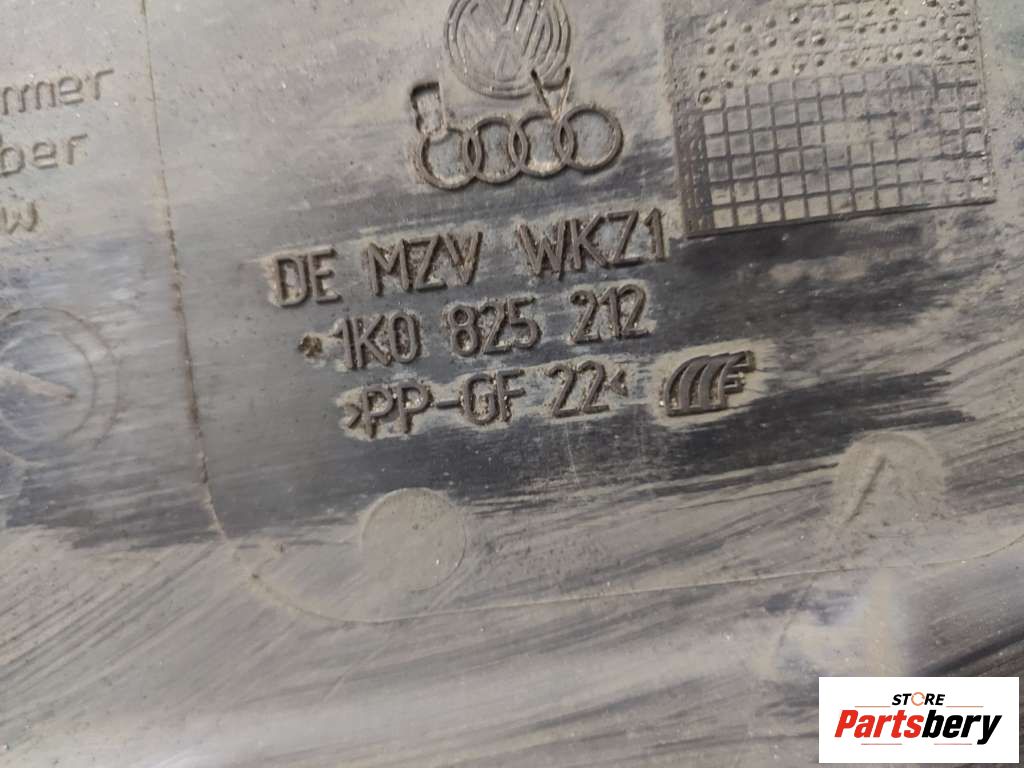 DE MZV WKZ1
1K0 825 212
>PP-GF 22<
STORE
Partsbery